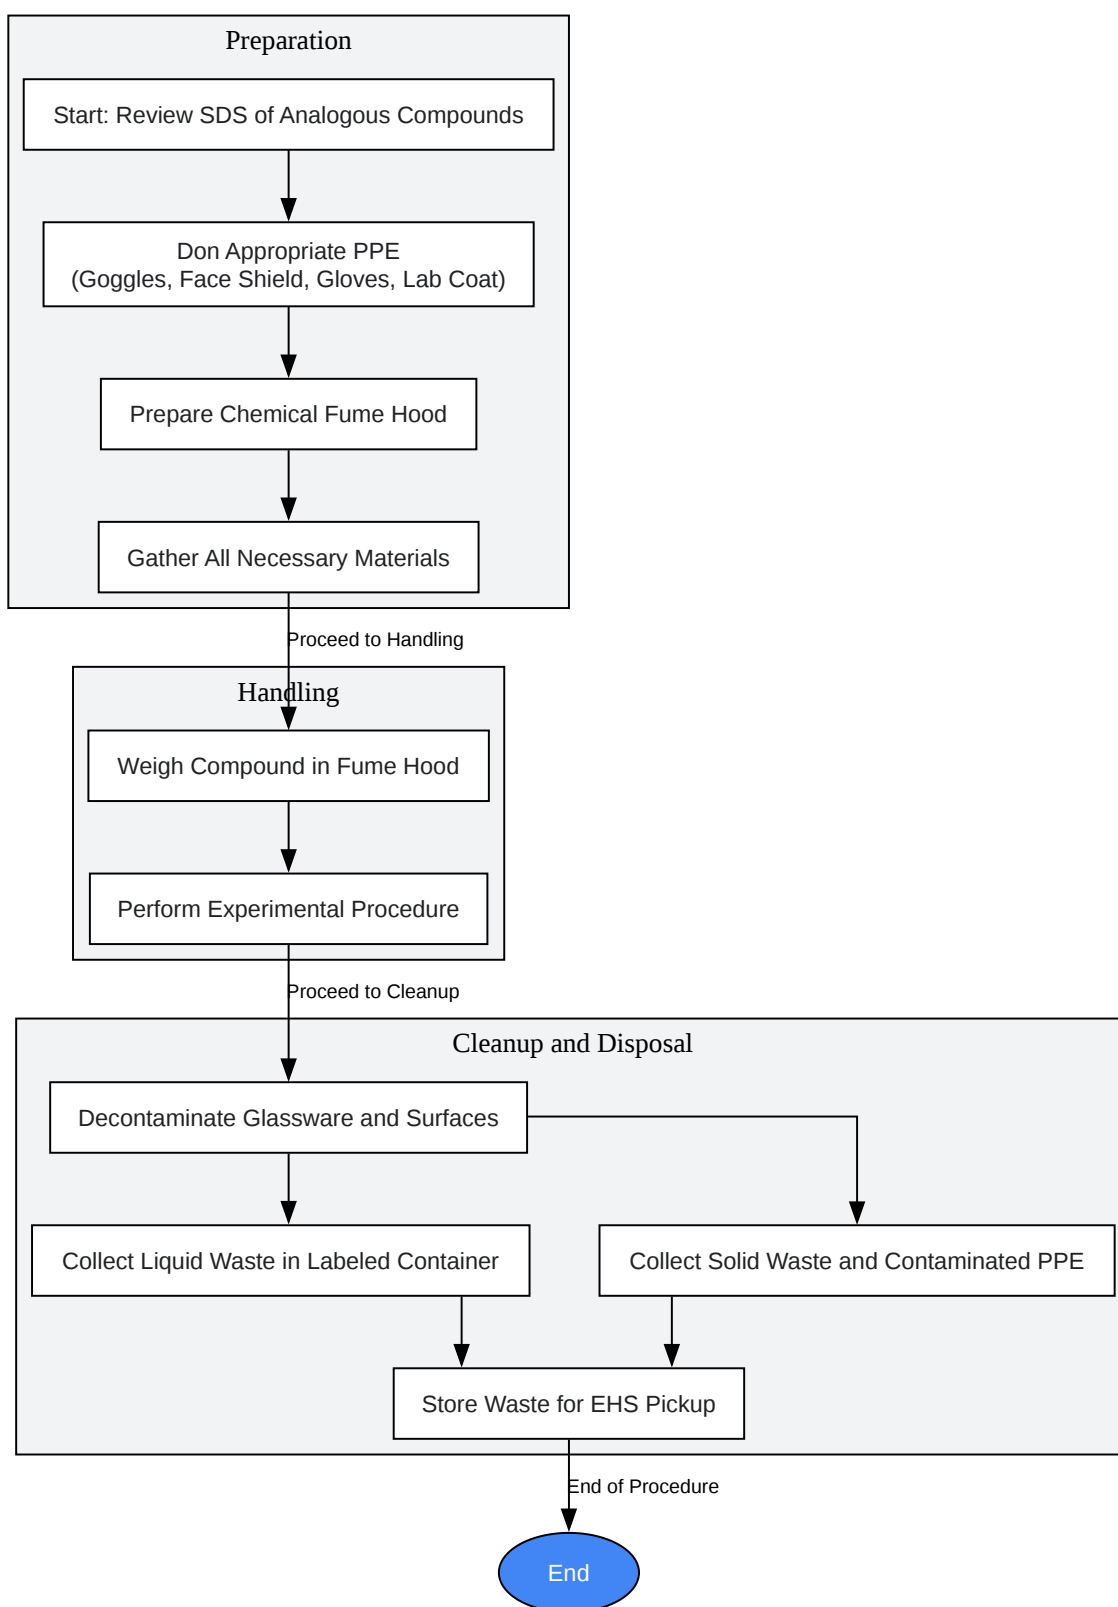 Preparation
Start: Review SDS of Analogous Compounds
Don Appropriate PPE
(Goggles, Face Shield, Gloves, Lab Coat)
Prepare Chemical Fume Hood
Gather All Necessary Materials
Proceed to Handling
Handling
Weigh Compound in Fume Hood
Perform Experimental Procedure
Proceed to Cleanup
Cleanup and Disposal
Decontaminate Glassware and Surfaces
Collect Liquid Waste in Labeled Container
Collect Solid Waste and Contaminated PPE
Store Waste for EHS Pickup
End of Procedure
End